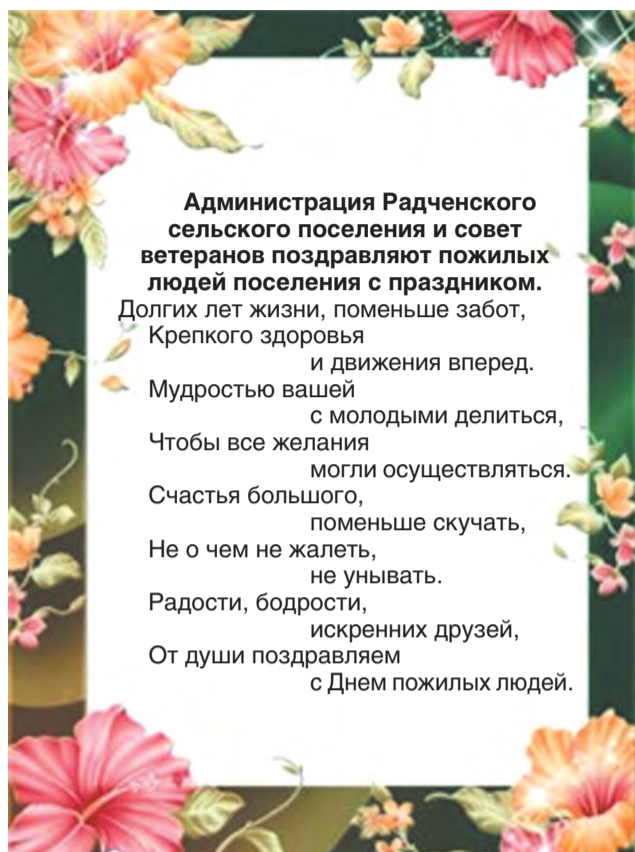 Администрация Радченского
сельского поселения и совет
ветеранов поздравляют пожилых
людей поселения с праздником.
Долгих лет жизни, поменьше забот,
Крепкого здоровья
и движения вперед.
Мудростью вашей
с молодыми делиться,
Чтобы все желания
могли осуществляться.
Счастья большого,
поменьше скучать,
Не о чем не жалеть,
не унывать.
Радости, бодрости,
искренних друзей,
От души поздравляем
с Днем пожилых людей.